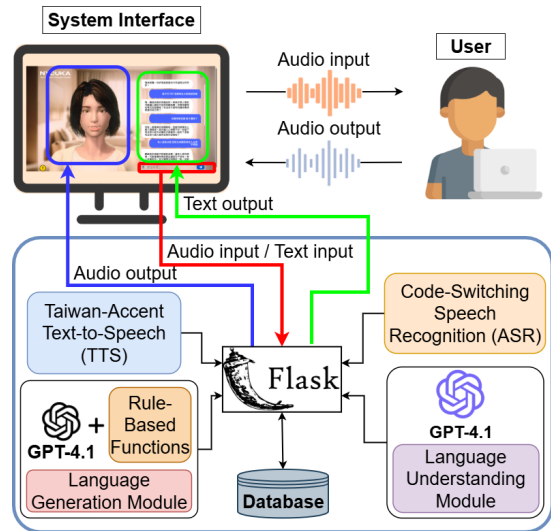 System Interface
User
Audio input
Audio output
NIZUKA
Text output
Audio input / Text input
Audio output
Taiwan-Accent
Text-to-Speech
(TTS)
Code-Switching
Speech
Recognition (ASR)
Flask
GPT-4.1
+
Rule-
Based
Functions
Language
Generation Module
GPT-4.1
Language
Understanding
Module
Database